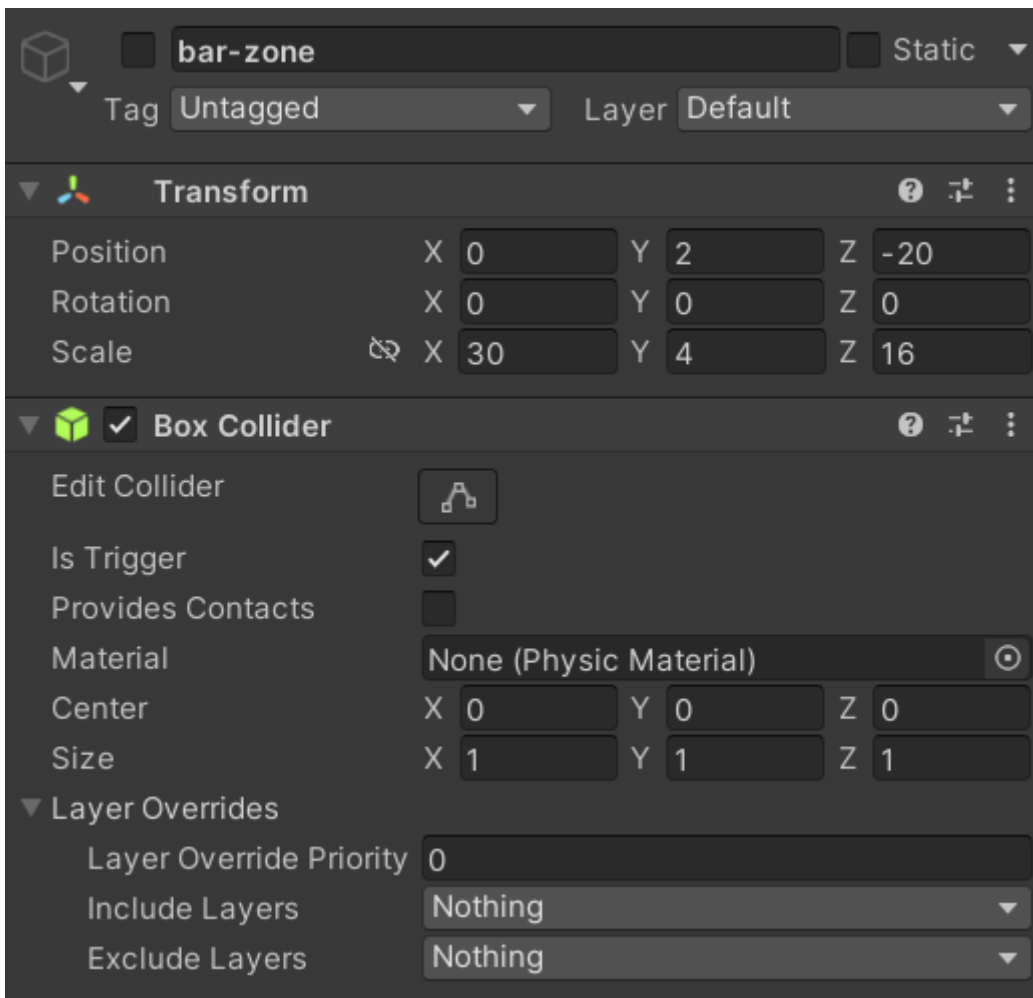 bar-zone Static
Tag Untagged Layer Default
Transform
Position X 0 Y 2 Z -20
Rotation X 0 Y 0 Z 0
Scale X 30 Y 4 Z 16
Box Collider
Edit Collider
Is Trigger
Provides Contacts
Material None (Physic Material)
Center X 0 Y 0 Z 0
Size X 1 Y 1 Z 1
Layer Overrides
Layer Override Priority 0
Include Layers Nothing
Exclude Layers Nothing